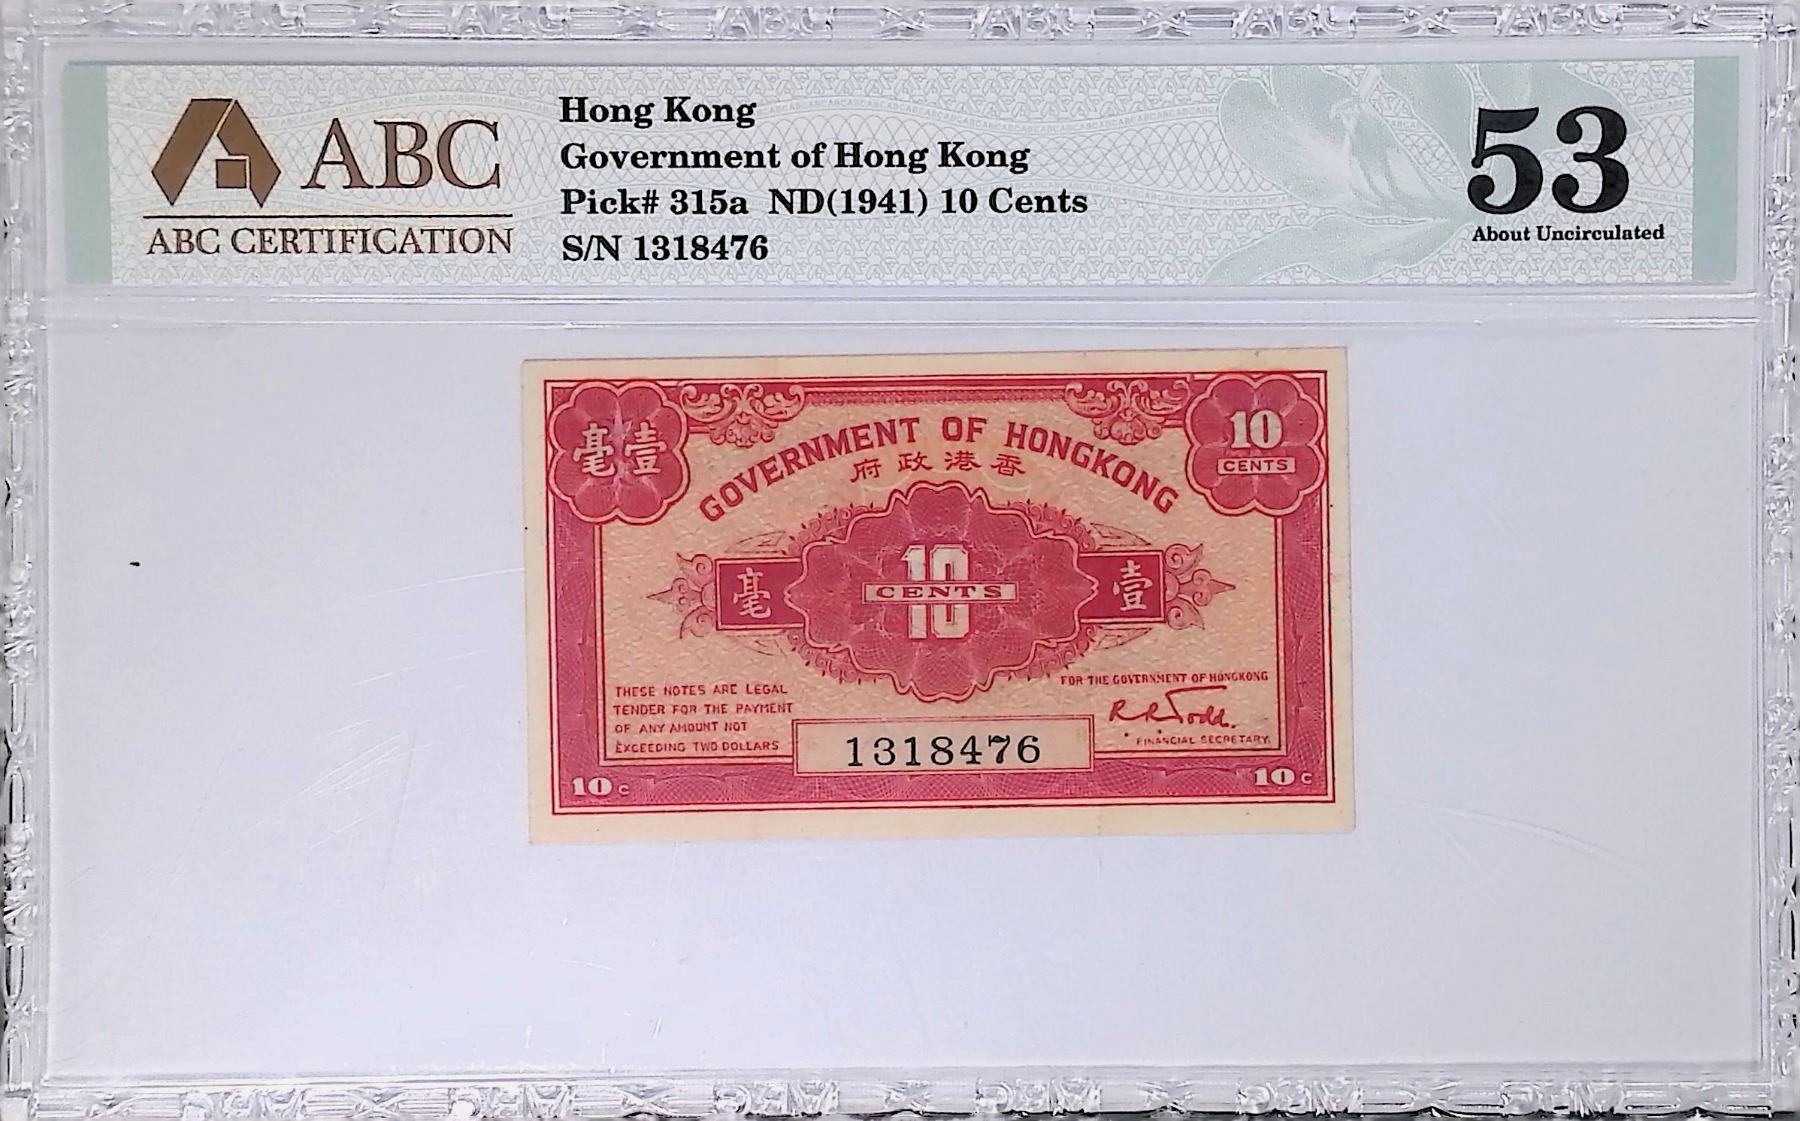 ABC
ABC CERTIFICATION
Hong Kong
Government of Hong Kong
Pick# 315a ND(1941) 10 Cents
S/N 1318476
53
About Uncirculated
毫壹
10
CENTS
GOVERNMENT OF HONGKONG
府政港香
毫
10
CENTS
壹
THESE NOTES ARE LEGAL
TENDER FOR THE PAYMENT
OF ANY AMOUNT NOT
EXCEEDING TWO DOLLARS
FOR THE GOVERNMENT OF HONGKONG
R R Todd.
FINANCIAL SECRETARY.
1318476
10 C
10 C